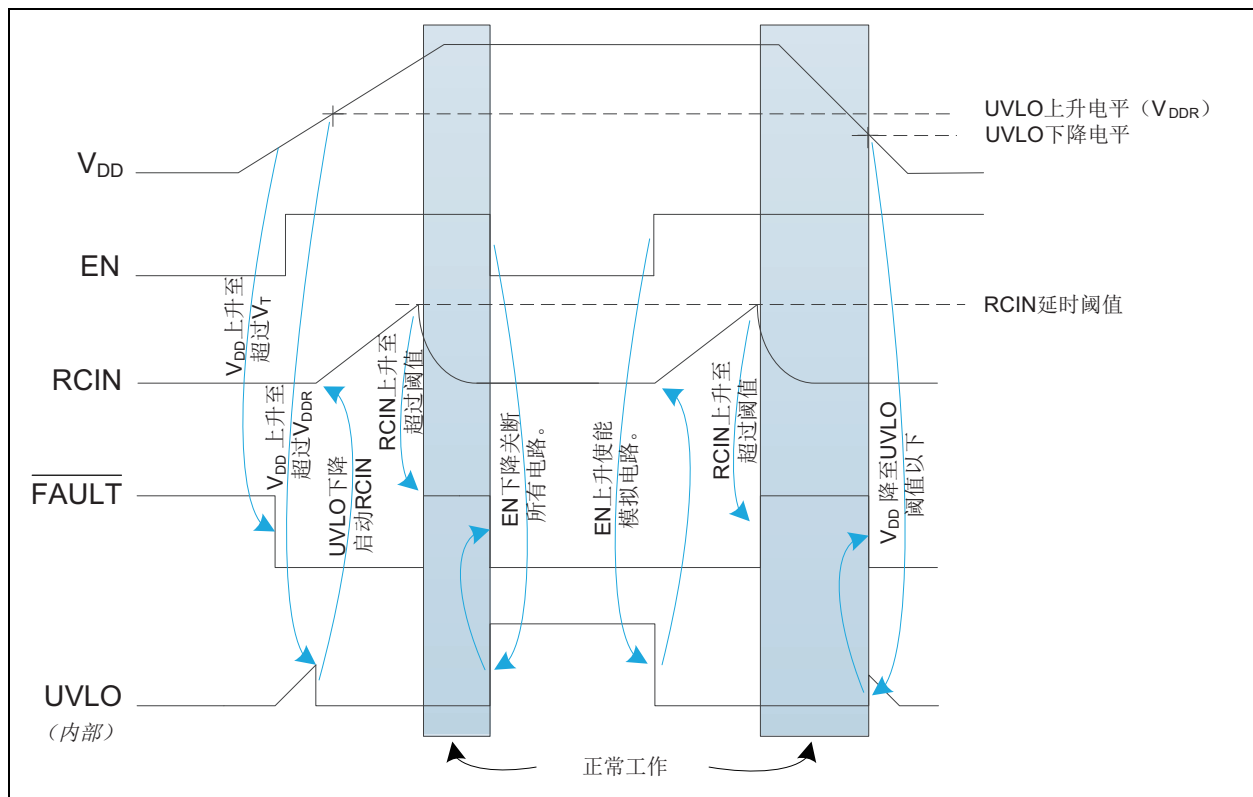 UVLO上升电平（VDDR）
UVLO下降电平
VDD
EN
RCIN延时阈值
VDD 上升至
超过VT
RCIN
VDD 上升至
超过VDDR
UVLO下降
启动RCIN
RCIN上升至
超过阈值
EN下降关断
所有电路。
EN上升使能
模拟电路。
RCIN上升至
超过阈值
VDD 降至UVLO
阈值以下
FAULT
UVLO
（内部）
正常工作